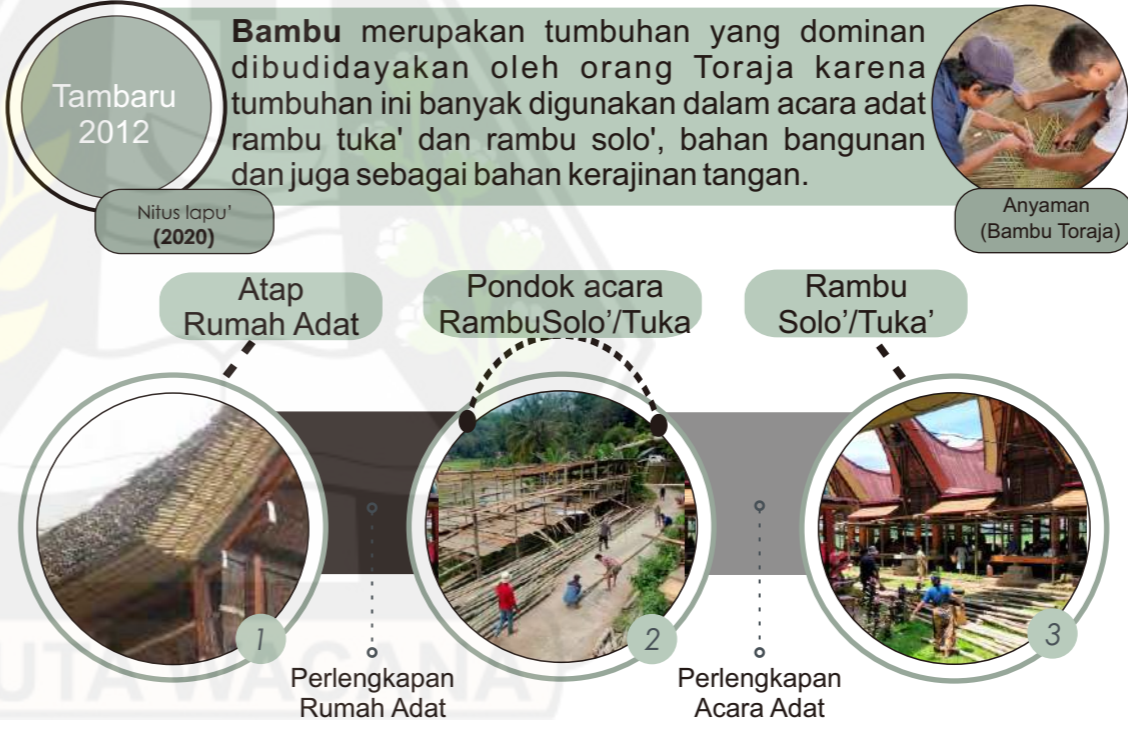 Tambaru
2012
Nitus lapu’
(2020)
Bambu merupakan tumbuhan yang dominan
dibudidayakan oleh orang Toraja karena
tumbuhan ini banyak digunakan dalam acara adat
rambu tuka' dan rambu solo', bahan bangunan
dan juga sebagai bahan kerajinan tangan.
Anyaman
(Bambu Toraja)
Atap
Rumah Adat
Pondok acara
RambuSolo’/Tuka
Rambu
Solo’/Tuka’
1
2
3
Perlengkapan
Rumah Adat
Perlengkapan
Acara Adat
UTA WACANA